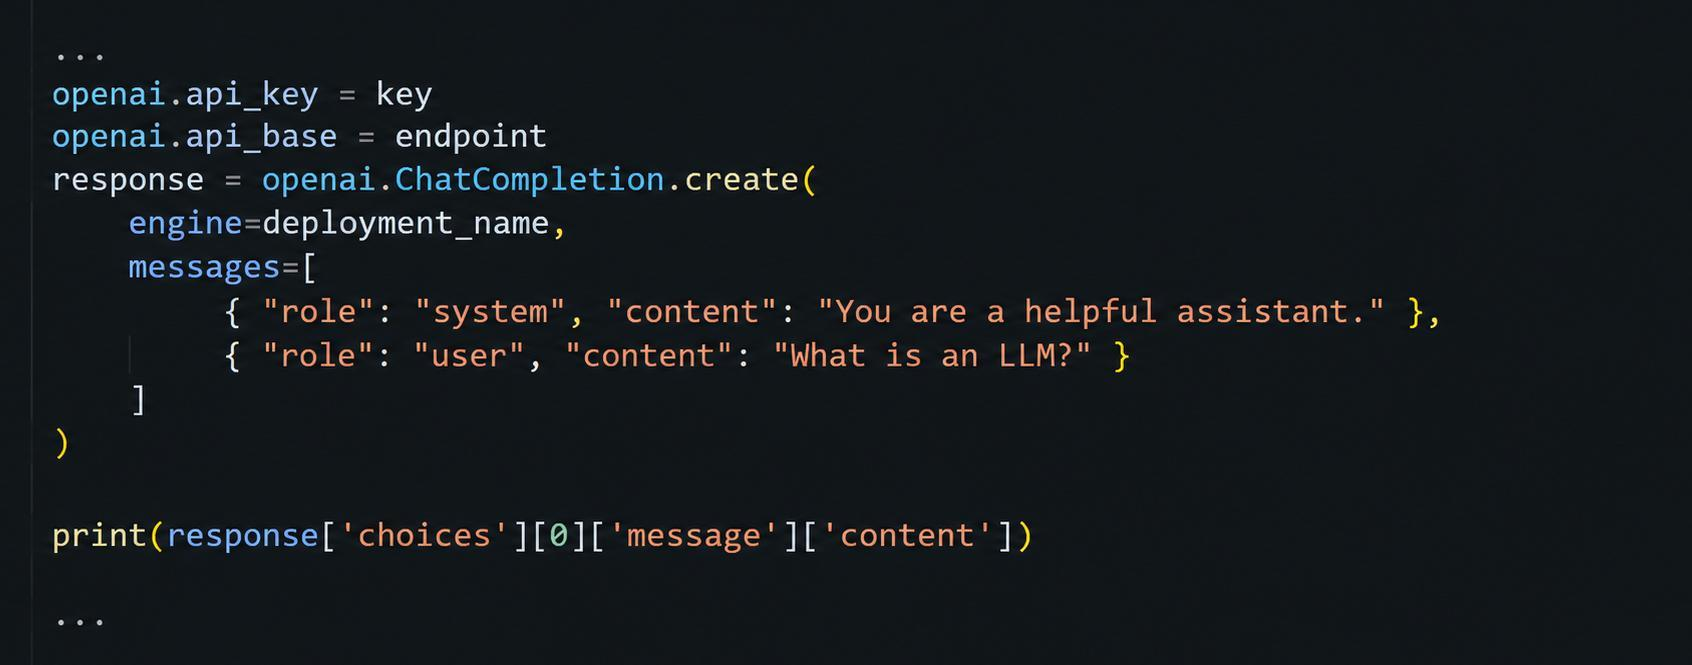 ...
openai.api_key = key
openai.api_base = endpoint
response = openai.ChatCompletion.create(
    engine=deployment_name,
    messages=[
         { "role": "system", "content": "You are a helpful assistant." },
         { "role": "user", "content": "What is an LLM?" }
    ]
)
print(response['choices'][0]['message']['content'])
...